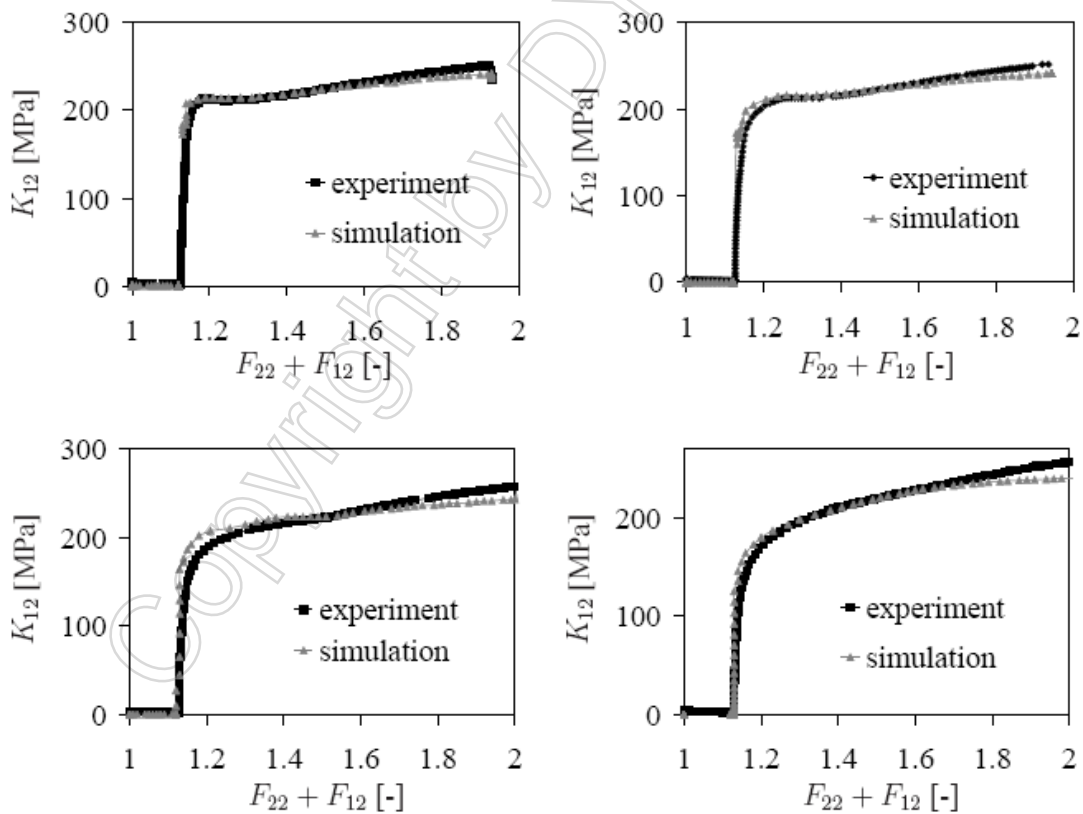 300
200
100
0
K12 [MPa]
experiment
simulation
1 1.2 1.4 1.6 1.8 2
F22 + F12 [-]
300
200
100
0
K12 [MPa]
experiment
simulation
1 1.2 1.4 1.6 1.8 2
F22 + F12 [-]
300
200
100
0
K12 [MPa]
experiment
simulation
1 1.2 1.4 1.6 1.8 2
F22 + F12 [-]
200
100
0
K12 [MPa]
experiment
simulation
1 1.2 1.4 1.6 1.8 2
F22 + F12 [-]
Copyright by